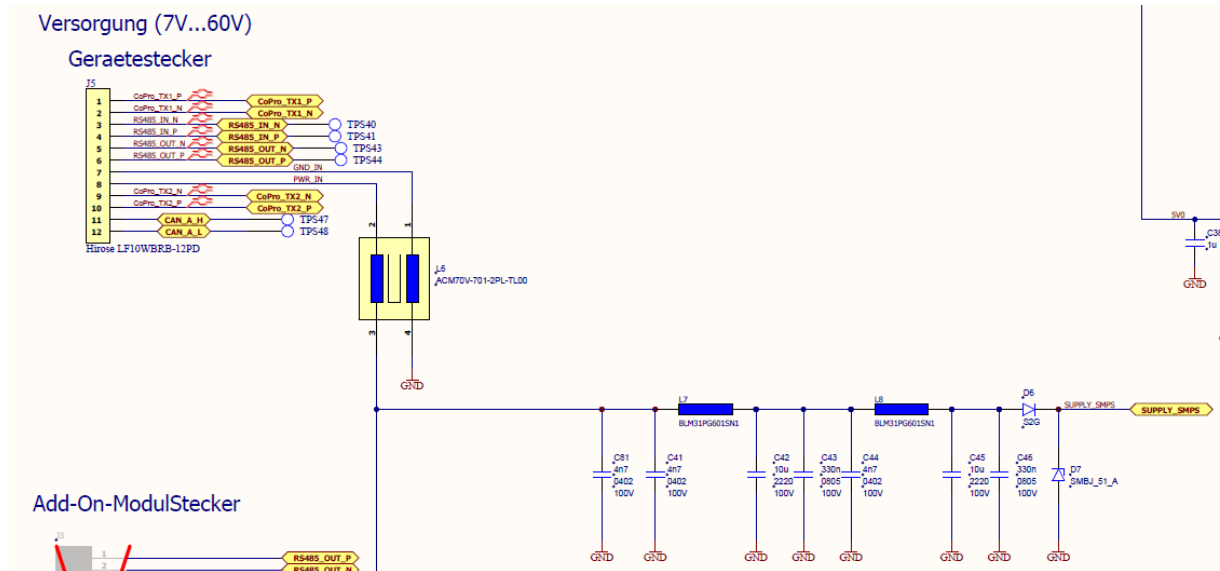 Versorgung (7V...60V)
Geraetestecker
J5
1 CoPro_TX1_P CoPro_TX1_P
2 CoPro_TX1_N CoPro_TX1_N
3 RS485_IN_N RS485_IN_N TPS40
4 RS485_IN_P RS485_IN_P TPS41
5 RS485_OUT_N RS485_OUT_N TPS43
6 RS485_OUT_P RS485_OUT_P TPS44
7 GND_IN
8 PWR_IN
9 CoPro_TX2_N CoPro_TX2_N
10 CoPro_TX2_P CoPro_TX2_P
11 CAN_A_H TPS47
12 CAN_A_L TPS48
Hirose LF10WBRB-12PD
5V0
C38
1u
GND
2 1
L6
ACM70V-701-2PL-TL00
3 4
GND
L7
BLM31PG601SN1
L8
BLM31PG601SN1
D6
S2G
SUPPLY_SMPS SUPPLY_SMPS
C81
4n7
0402
100V
C41
4n7
0402
100V
C42
10u
2220
100V
C43
330n
0805
100V
C44
4n7
0402
100V
C45
10u
2220
100V
C46
330n
0805
100V
D7
SMBJ_51_A
GND GND GND GND GND GND GND GND
Add-On-ModulStecker
J3
1 RS485_OUT_P
2 RS485_OUT_N